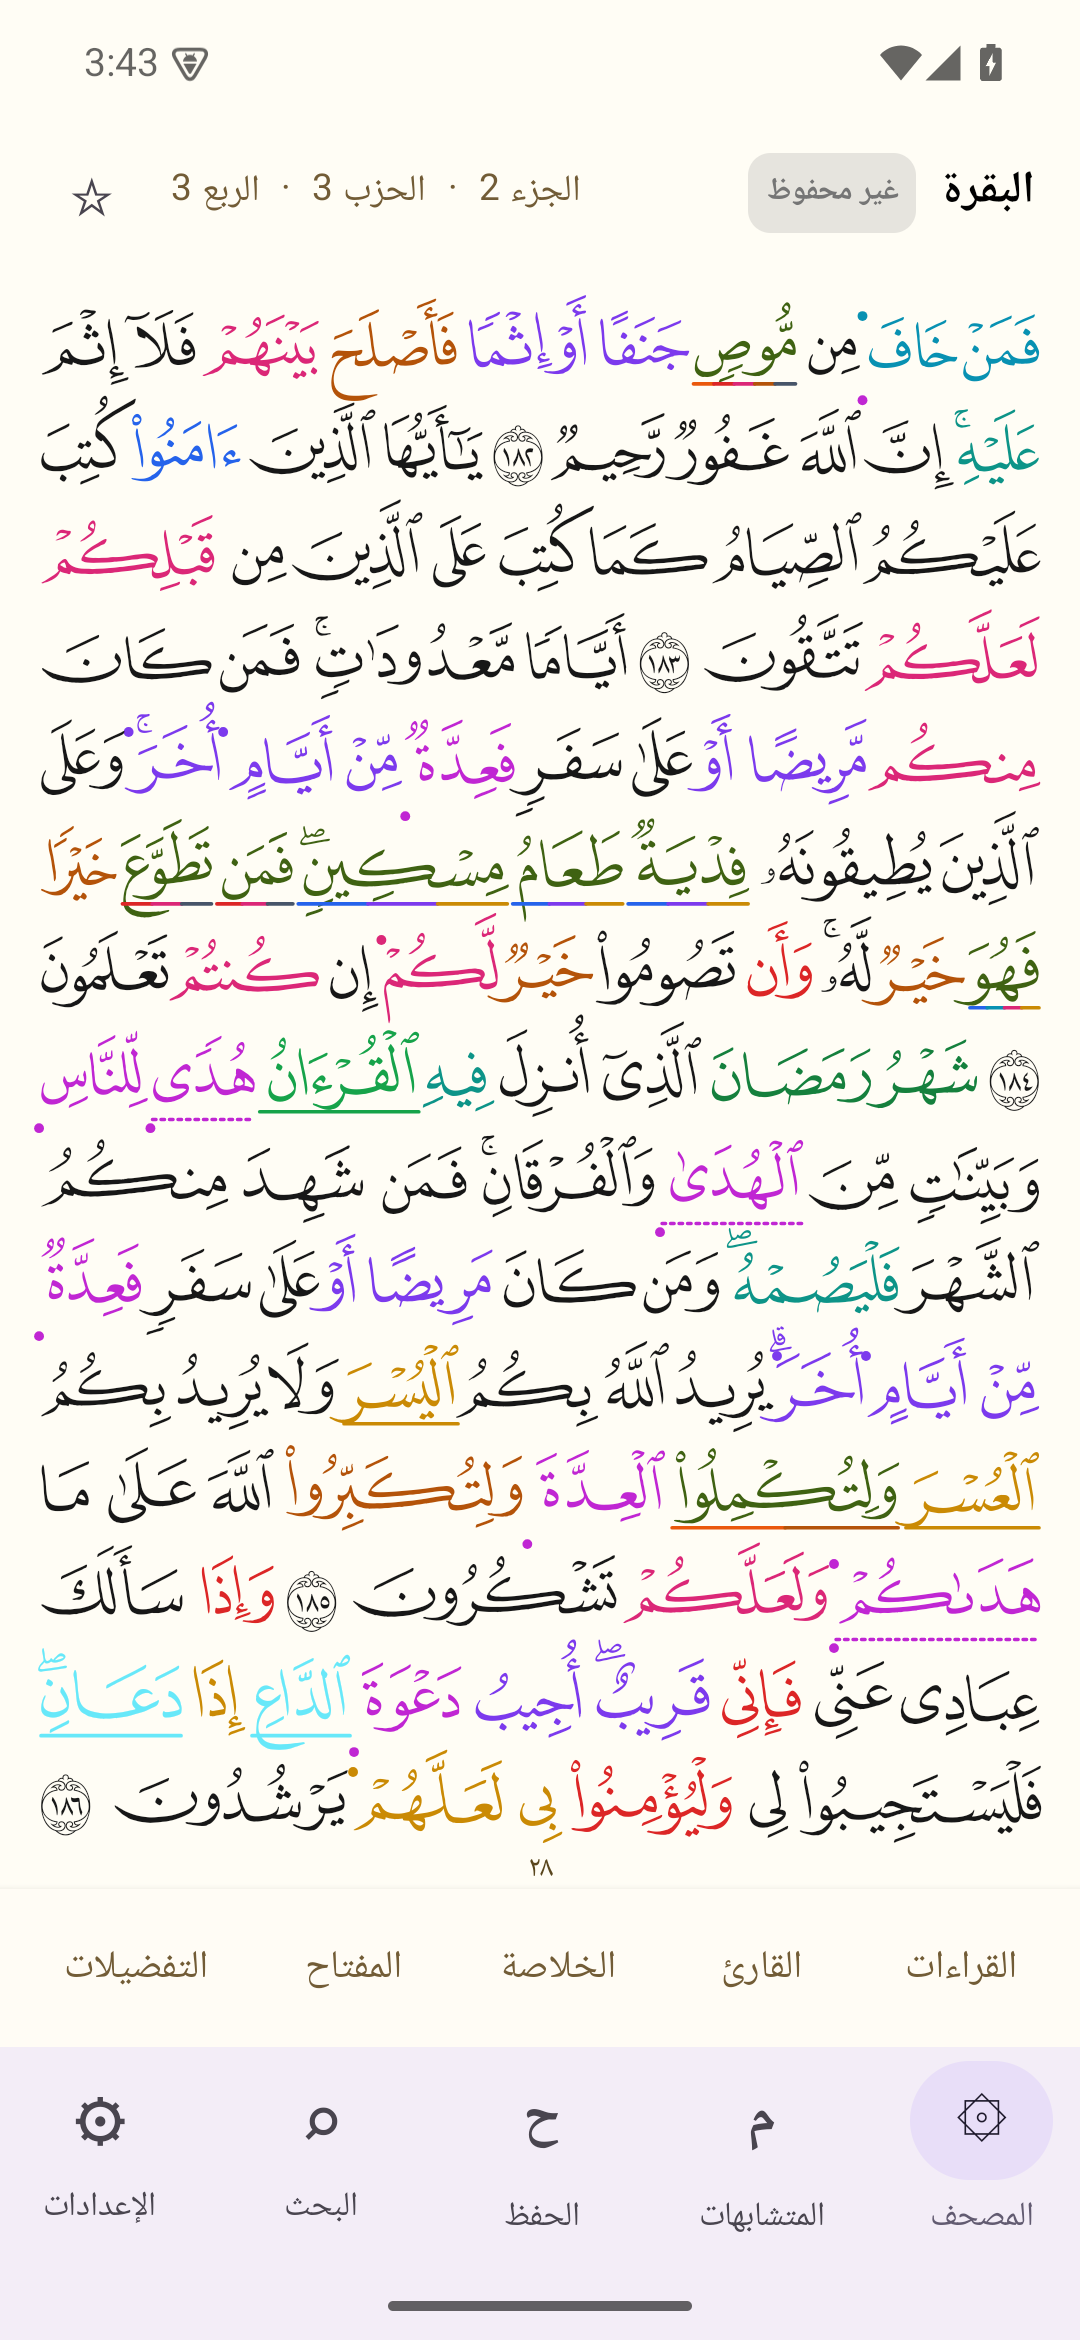 3:43
البقرة غير محفوظ الجزء 2 · الحزب 3 · الربع 3
فَمَنۡ خَافَ مِن مُّوصٖ جَنَفًا أَوۡ إِثۡمٗا فَأَصۡلَحَ بَيۡنَهُمۡ فَلَآ إِثۡمَ
عَلَيۡهِۚ إِنَّ ٱللَّهَ غَفُورٞ رَّحِيمٞ ١٨٢ يَٰٓأَيُّهَا ٱلَّذِينَ ءَامَنُواْ كُتِبَ
عَلَيۡكُمُ ٱلصِّيَامُ كَمَا كُتِبَ عَلَى ٱلَّذِينَ مِن قَبۡلِكُمۡ
لَعَلَّكُمۡ تَتَّقُونَ ١٨٣ أَيَّامٗا مَّعۡدُودَٰتٖۚ فَمَن كَانَ
مِنكُم مَّرِيضًا أَوۡ عَلَىٰ سَفَرٖ فَعِدَّةٞ مِّنۡ أَيَّامٍ أُخَرَۚ وَعَلَى
ٱلَّذِينَ يُطِيقُونَهُۥ فِدۡيَةٞ طَعَامُ مِسۡكِينٖۖ فَمَن تَطَوَّعَ خَيۡرٗا
فَهُوَ خَيۡرٞ لَّهُۥۚ وَأَن تَصُومُواْ خَيۡرٞ لَّكُمۡ إِن كُنتُمۡ تَعۡلَمُونَ
١٨٤ شَهۡرُ رَمَضَانَ ٱلَّذِيٓ أُنزِلَ فِيهِ ٱلۡقُرۡءَانُ هُدٗى لِّلنَّاسِ
وَبَيِّنَٰتٖ مِّنَ ٱلۡهُدَىٰ وَٱلۡفُرۡقَانِۚ فَمَن شَهِدَ مِنكُمُ
ٱلشَّهۡرَ فَلۡيَصُمۡهُۖ وَمَن كَانَ مَرِيضًا أَوۡ عَلَىٰ سَفَرٖ فَعِدَّةٞ
مِّنۡ أَيَّامٍ أُخَرَۗ يُرِيدُ ٱللَّهُ بِكُمُ ٱلۡيُسۡرَ وَلَا يُرِيدُ بِكُمُ
ٱلۡعُسۡرَ وَلِتُكۡمِلُواْ ٱلۡعِدَّةَ وَلِتُكَبِّرُواْ ٱللَّهَ عَلَىٰ مَا
هَدَىٰكُمۡ وَلَعَلَّكُمۡ تَشۡكُرُونَ ١٨٥ وَإِذَا سَأَلَكَ
عِبَادِي عَنِّي فَإِنِّي قَرِيبٌۖ أُجِيبُ دَعۡوَةَ ٱلدَّاعِ إِذَا دَعَانِۖ
فَلۡيَسۡتَجِيبُواْ لِي وَلۡيُؤۡمِنُواْ بِي لَعَلَّهُمۡ يَرۡشُدُونَ ١٨٦
٢٨
القراءات القارئ الخلاصة المفتاح التفضيلات
م ح
المصحف المتشابهات الحفظ البحث الإعدادات